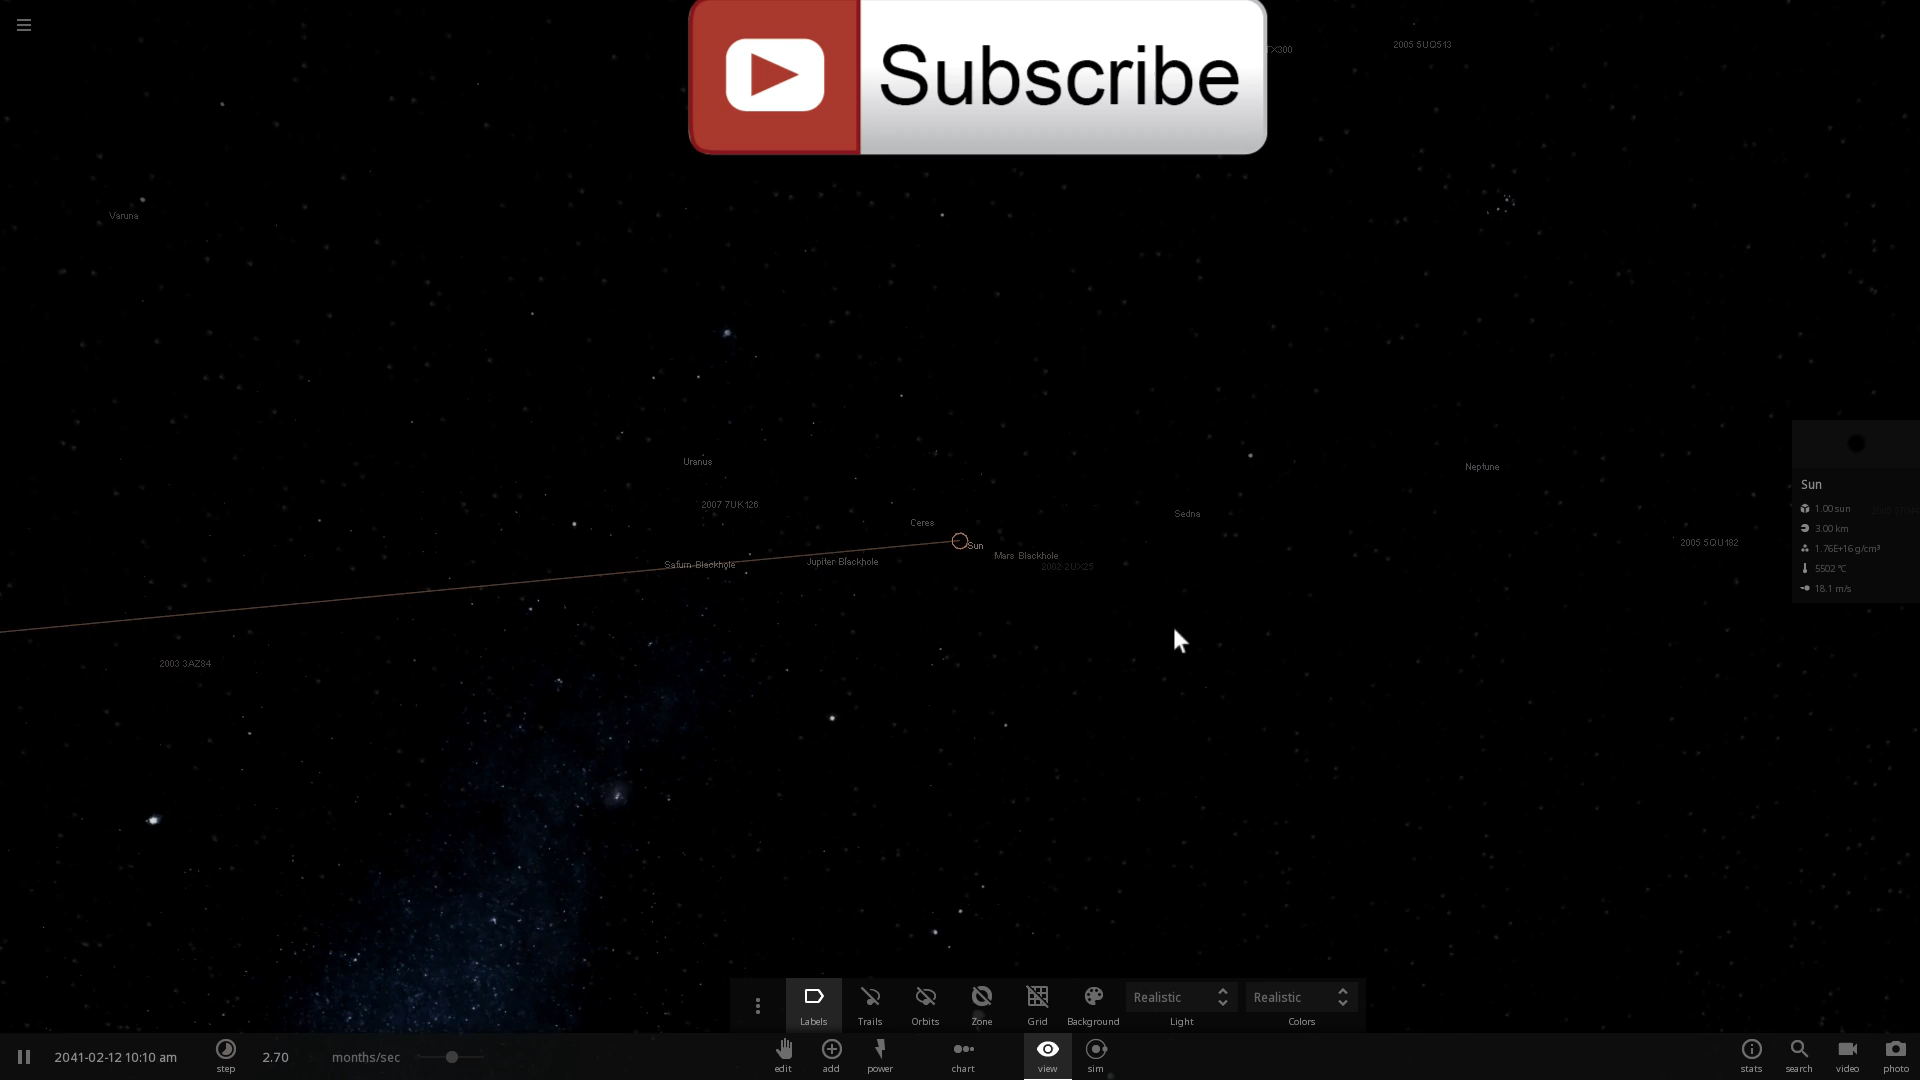 Subscribe
TX300
2005 5UQ513
Varuna
Uranus
Neptune
2007 7UK126
Sedna
Ceres
Sun
Mars Blackhole
2002 2UX25
2005 5QU182
Saturn Blackhole
Jupiter Blackhole
2003 3AZ84
Sun
1.00 sun
3.00 km
1.76E+16 g/cm³
5502 °C
18.1 m/s
Realistic
Realistic
Labels
Trails
Orbits
Zone
Grid
Background
Light
Colors
2041-02-12 10:10 am
step
2.70
months/sec
edit
add
power
chart
view
sim
stats
search
video
photo